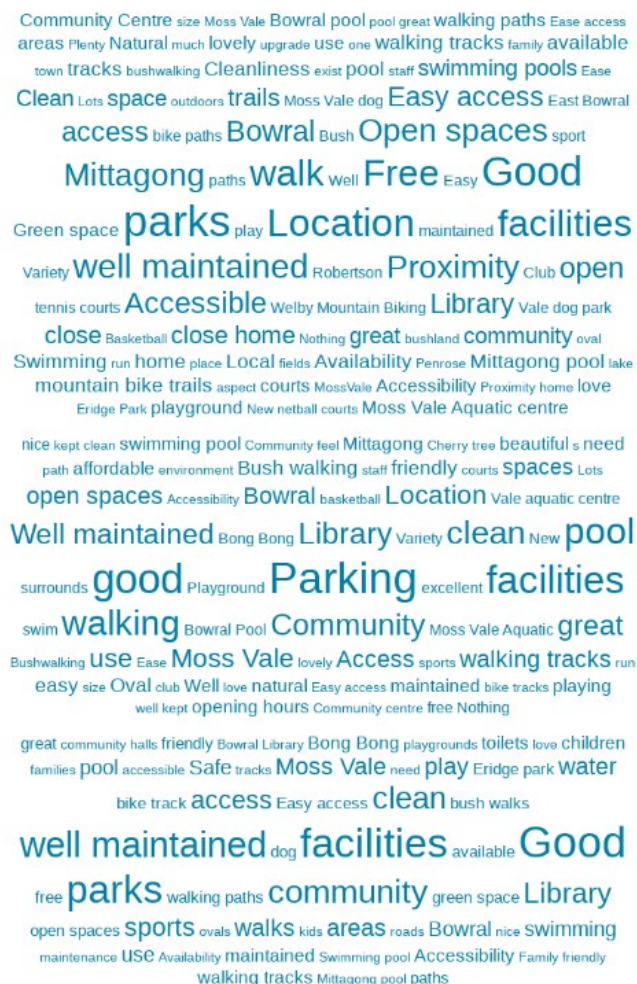 Community Centre size Moss Vale Bowral pool pool great walking paths Ease access
areas Plenty Natural much lovely upgrade use one walking tracks family available
town tracks bushwalking Cleanliness exist pool staff swimming pools Ease
Clean Lots space outdoors trails Moss Vale dog Easy access East Bowral
access bike paths Bowral Bush Open spaces sport
Mittagong paths walk Well Free Easy Good
Green space parks play Location maintained facilities
Variety well maintained Robertson Proximity Club open
tennis courts Accessible Welby Mountain Biking Library Vale dog park
close Basketball close home Nothing great bushland community oval
Swimming run home place Local fields Availability Penrose Mittagong pool lake
mountain bike trails aspect courts MossVale Accessibility Proximity home love
Eridge Park playground New netball courts Moss Vale Aquatic centre
nice kept clean swimming pool Community feel Mittagong Cherry tree beautiful s need
path affordable environment Bush walking staff friendly courts spaces Lots
open spaces Accessibility Bowral basketball Location Vale aquatic centre
Well maintained Bong Bong Library Variety clean New pool
surrounds good Playground Parking excellent facilities
swim walking Bowral Pool Community Moss Vale Aquatic great
Bushwalking use Ease Moss Vale lovely Access sports walking tracks run
easy size Oval club Well love natural Easy access maintained bike tracks playing
well kept opening hours Community centre free Nothing
great community halls friendly Bowral Library Bong Bong playgrounds toilets love children
families pool accessible Safe tracks Moss Vale need play Eridge park water
bike track access Easy access clean bush walks
well maintained dog facilities available Good
free parks walking paths community green space Library
open spaces sports ovals walks kids areas roads Bowral nice swimming
maintenance use Availability maintained Swimming pool Accessibility Family friendly
walking tracks Mittagong pool paths